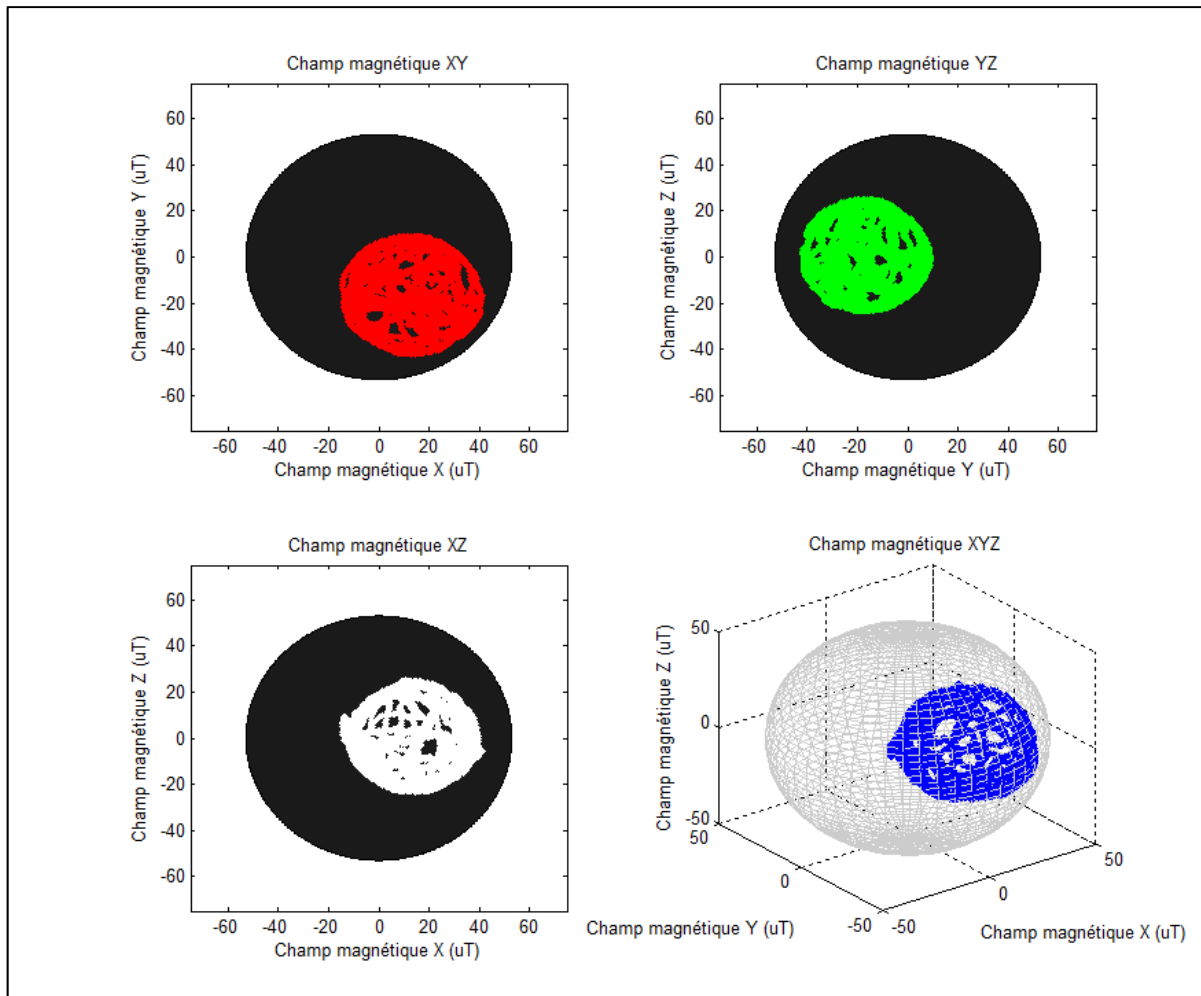 Champ magnétique XY
60
40
20
0
-20
-40
-60
Champ magnétique Y (uT)
-60 -40 -20 0 20 40 60
Champ magnétique X (uT)
Champ magnétique YZ
60
40
20
0
-20
-40
-60
Champ magnétique Z (uT)
-60 -40 -20 0 20 40 60
Champ magnétique Y (uT)
Champ magnétique XZ
60
40
20
0
-20
-40
-60
Champ magnétique Z (uT)
-60 -40 -20 0 20 40 60
Champ magnétique X (uT)
Champ magnétique XYZ
50
0
-50
Champ magnétique Z (uT)
50
0
-50
Champ magnétique Y (uT)
-50
0
50
Champ magnétique X (uT)